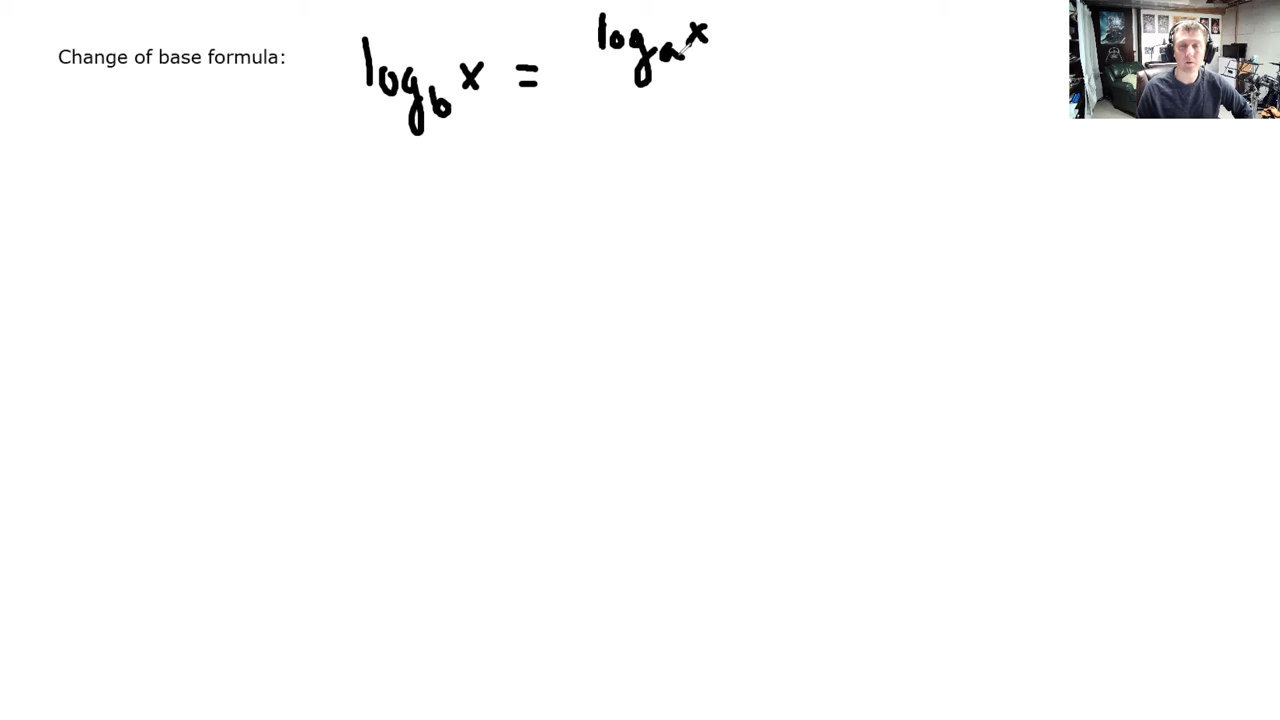 Change of base formula: log_b x = log_a x